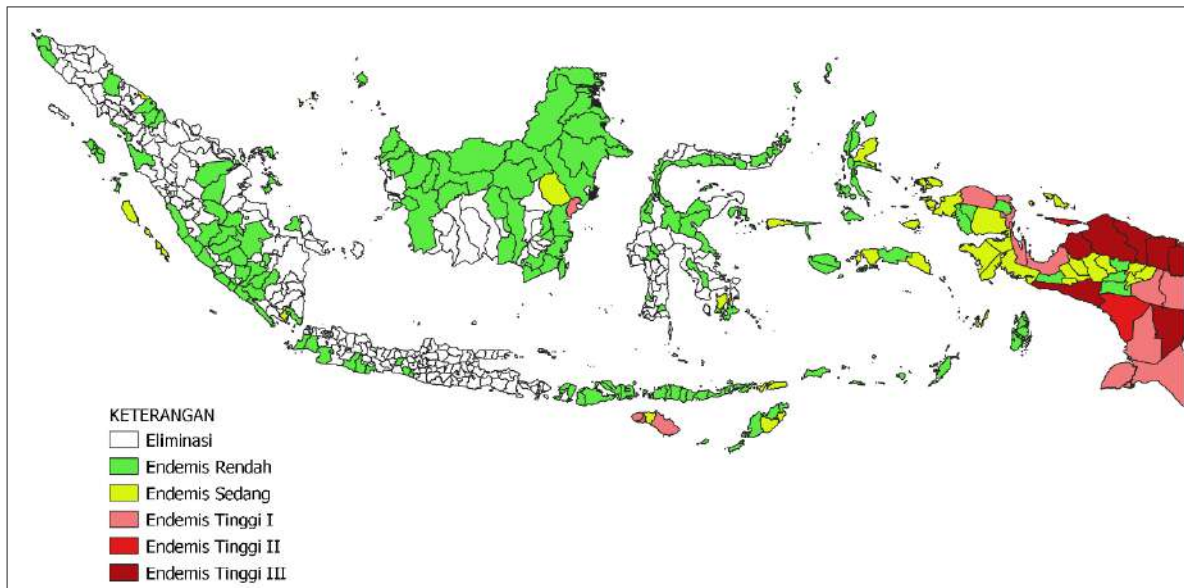 KETERANGAN
Eliminasi
Endemis Rendah
Endemis Sedang
Endemis Tinggi I
Endemis Tinggi II
Endemis Tinggi III